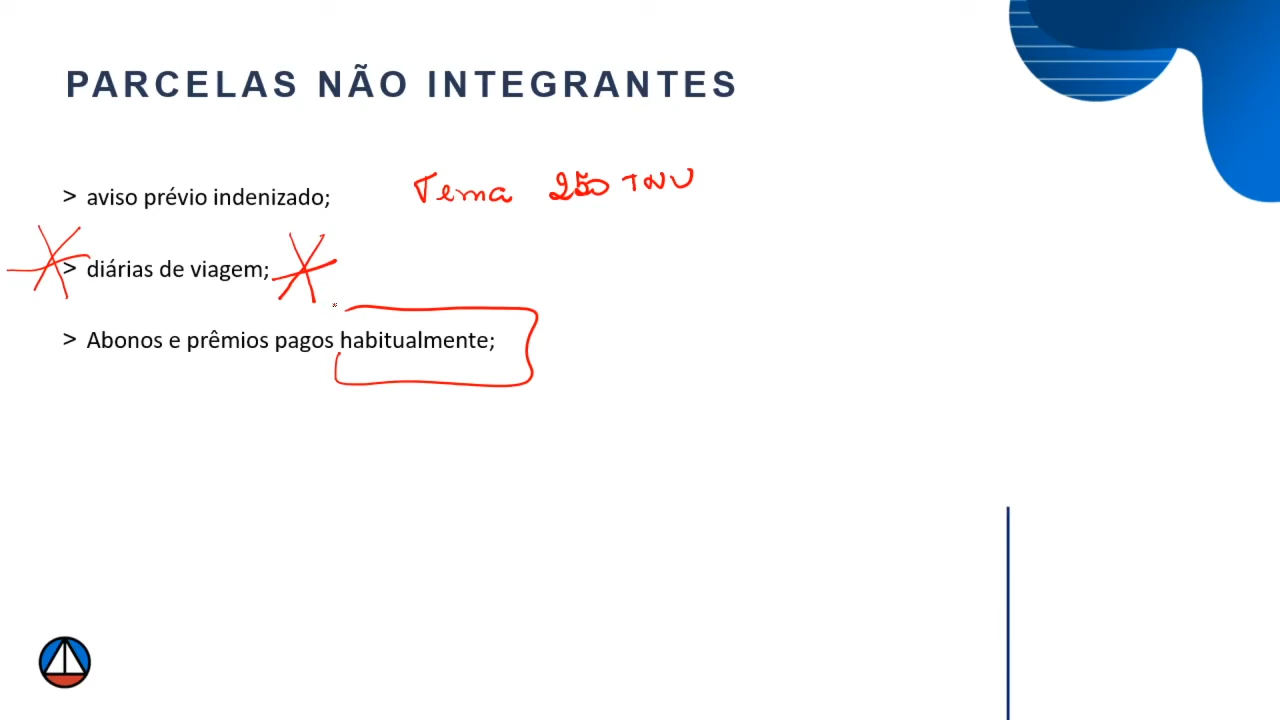 PARCELAS NÃO INTEGRANTES
> aviso prévio indenizado; Tema 250 TNU
> diárias de viagem;
> Abonos e prêmios pagos habitualmente;